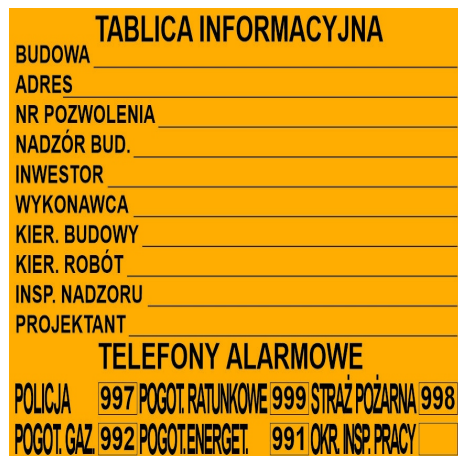 TABLICA INFORMACYJNA
BUDOWA
ADRES
NR POZWOLENIA
NADZÓR BUD.
INWESTOR
WYKONAWCA
KIER. BUDOWY
KIER. ROBÓT
INSP. NADZORU
PROJEKTANT
TELEFONY ALARMOWE
POLICJA 997 POGOT. RATUNKOWE 999 STRAŻ POŻARNA 998
POGOT. GAZ. 992 POGOT.ENERGET. 991 OKR. INSP. PRACY